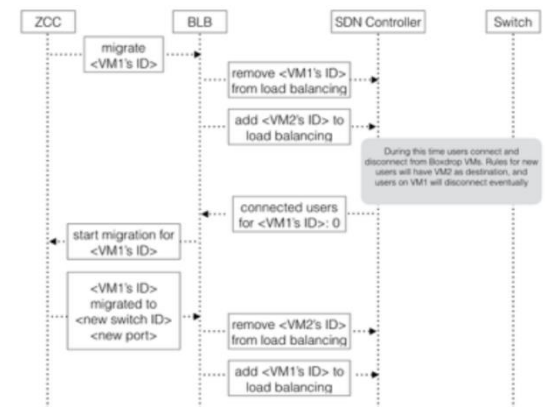 ZCC
BLB
SDN Controller
Switch
migrate
<VM1's ID>
remove <VM1's ID>
from load balancing
add <VM2's ID> to
load balancing
During this time users connect and
disconnect from Boxdrop VMs. Rules for new
users will have VM2 as destination, and
users on VM1 will disconnect eventually
connected users
for <VM1's ID>: 0
start migration for
<VM1's ID>
<VM1's ID>
migrated to
<new switch ID>
<new port>
remove <VM2's ID>
from load balancing
add <VM1's ID> to
load balancing